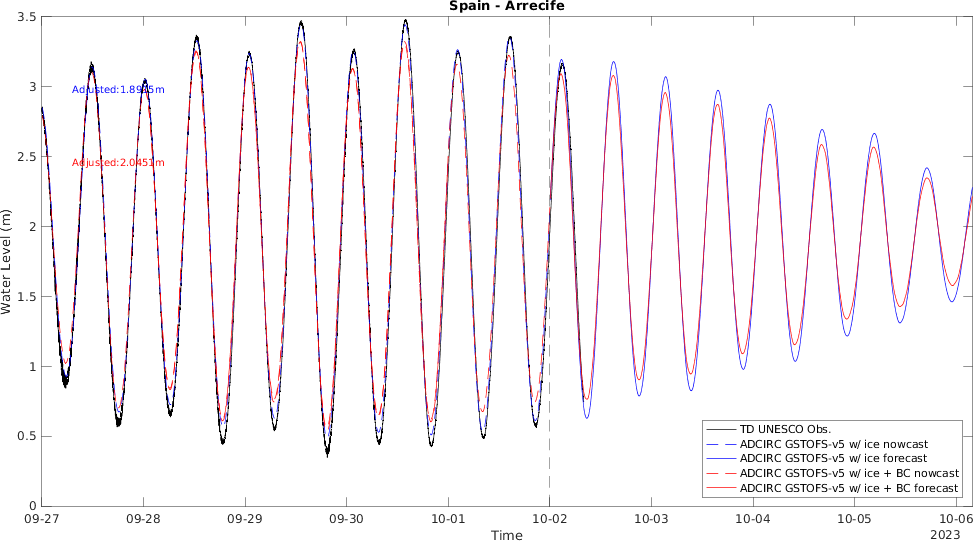 Spain - Arrecife
3.5
3
2.5
2
1.5
1
0.5
0
Water Level (m)
Adjusted:1.8935m
Adjusted:2.0451m
TD UNESCO Obs.
ADCIRC GSTOFS-v5 w/ ice nowcast
ADCIRC GSTOFS-v5 w/ ice forecast
ADCIRC GSTOFS-v5 w/ ice + BC nowcast
ADCIRC GSTOFS-v5 w/ ice + BC forecast
09-27 09-28 09-29 09-30 10-01 10-02 10-03 10-04 10-05 10-06
2023
Time